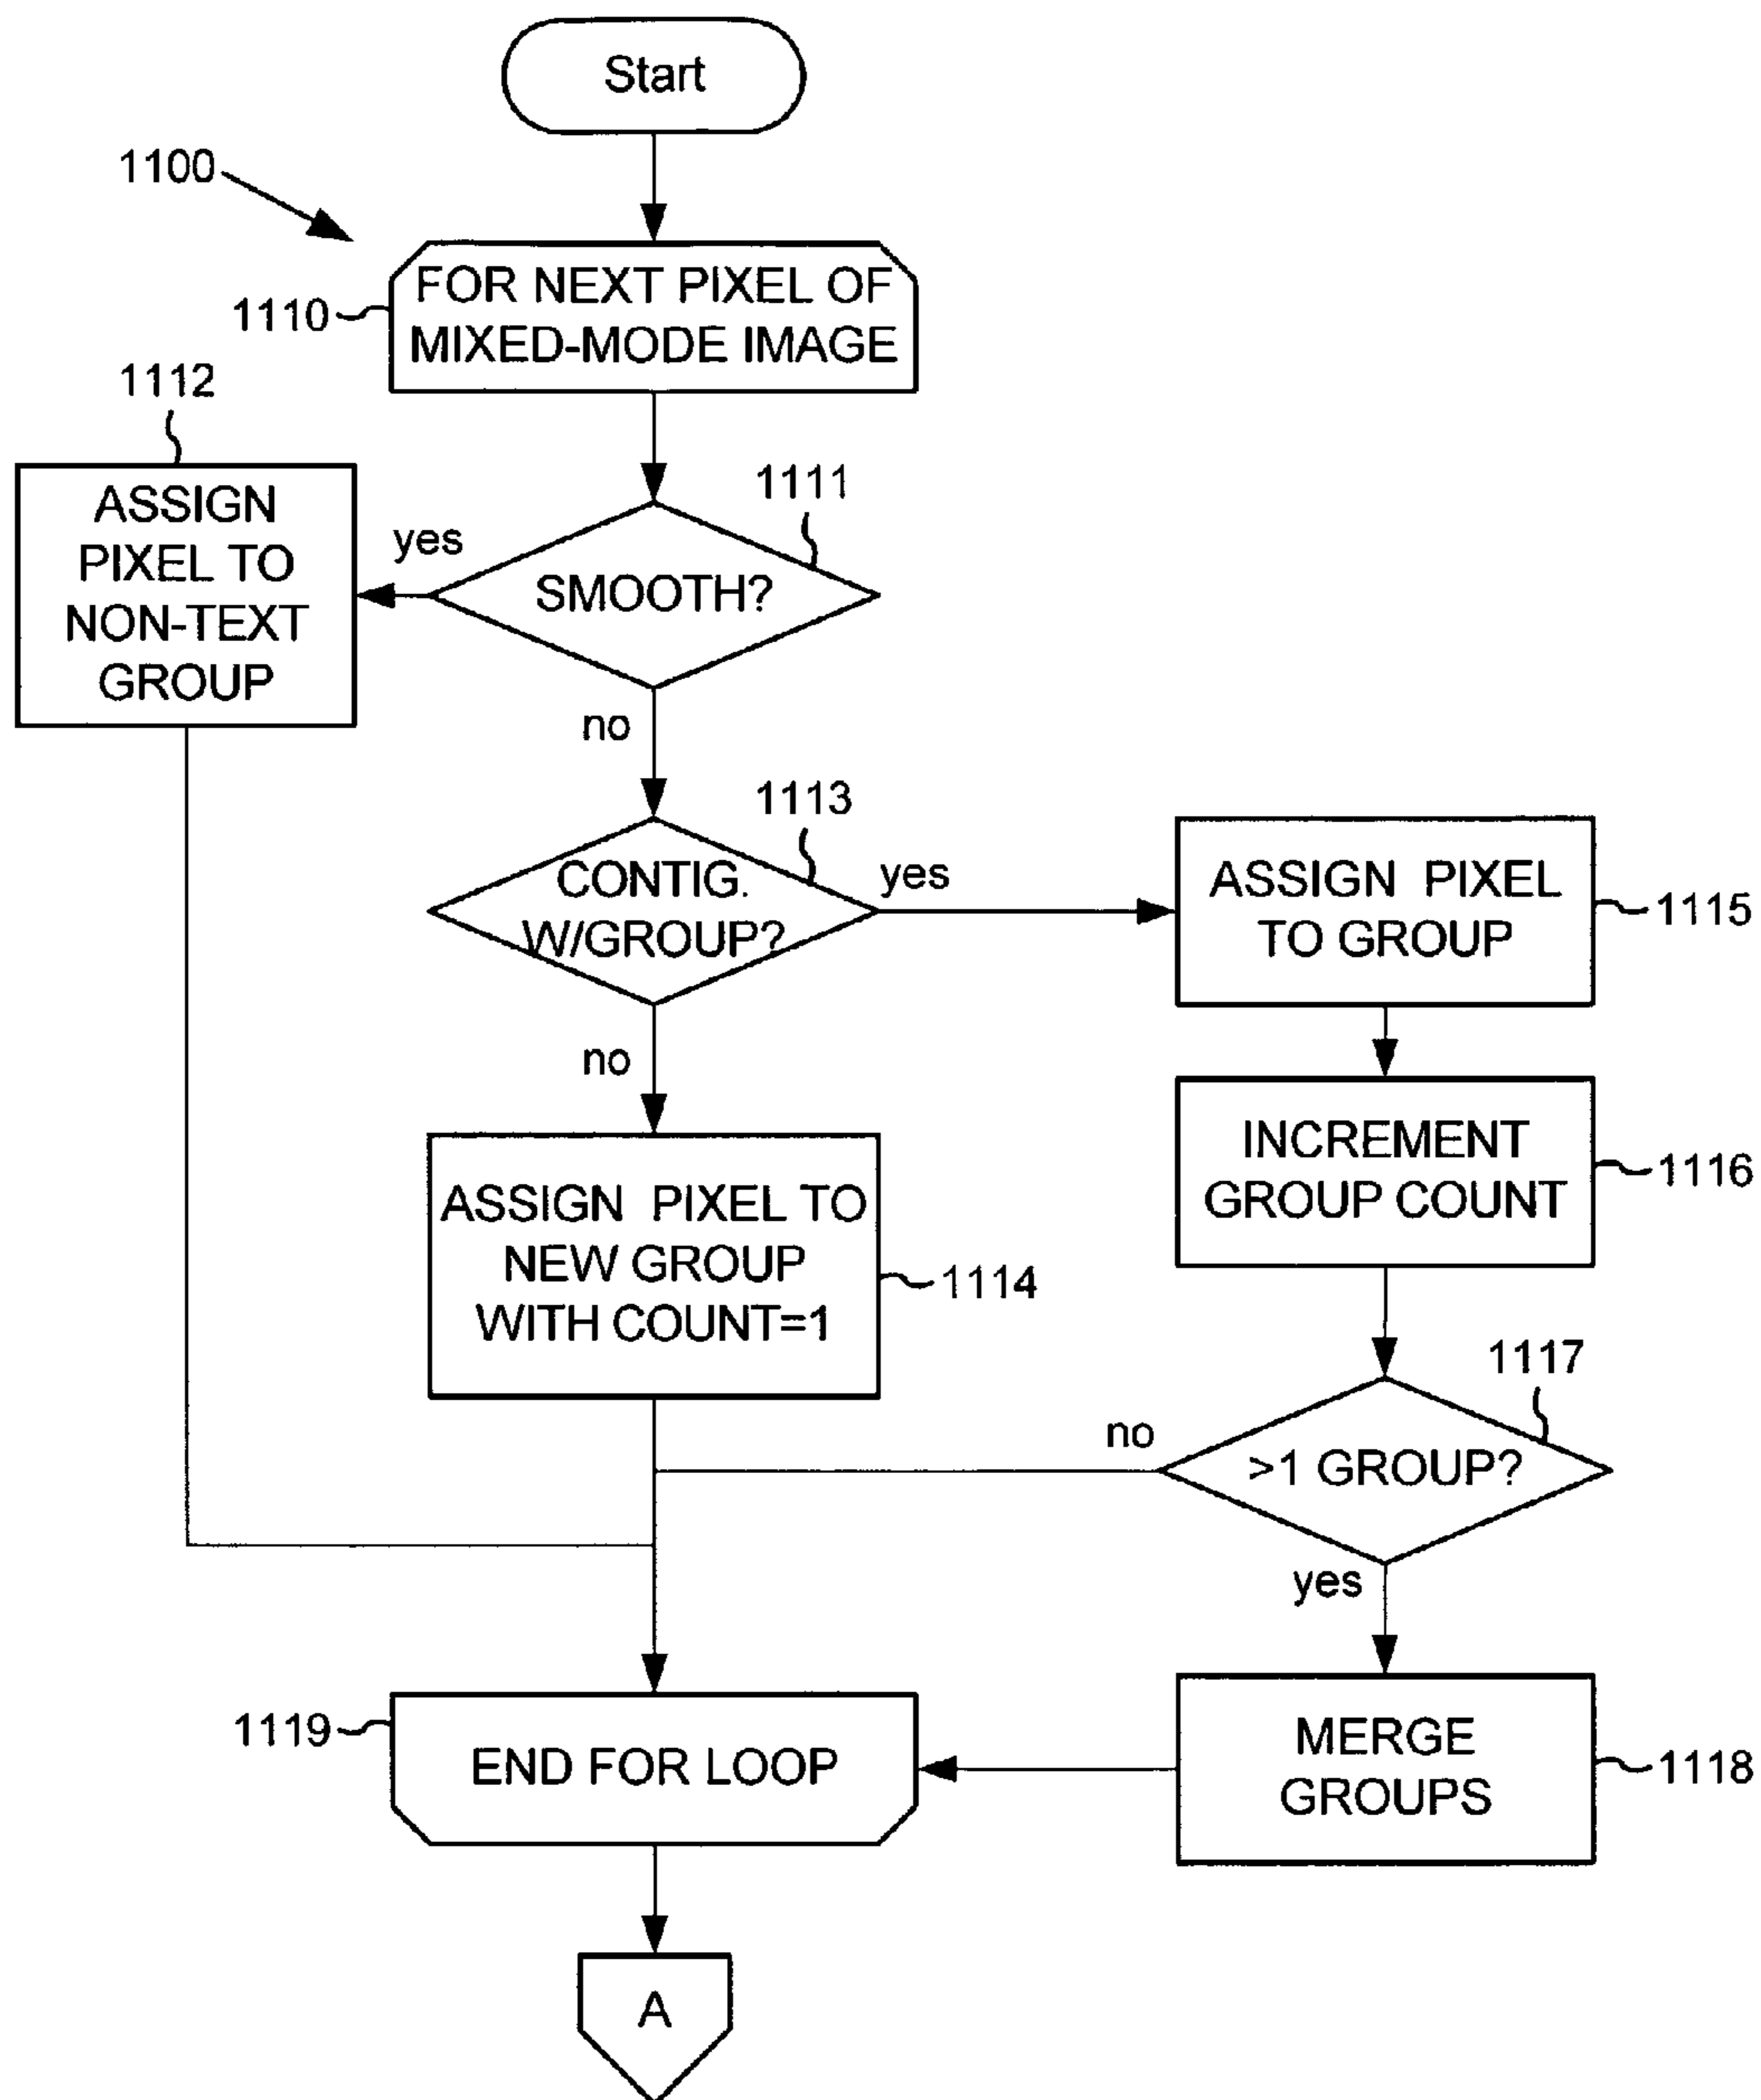 Start
1100
FOR NEXT PIXEL OF
MIXED-MODE IMAGE
1110
1112
ASSIGN
PIXEL TO
NON-TEXT
GROUP
yes
1111
SMOOTH?
no
1113
CONTIG.
W/GROUP?
yes
ASSIGN PIXEL
TO GROUP
1115
no
INCREMENT
GROUP COUNT
1116
ASSIGN PIXEL TO
NEW GROUP
WITH COUNT=1
1114
1117
no
>1 GROUP?
yes
1119
END FOR LOOP
MERGE
GROUPS
1118
A